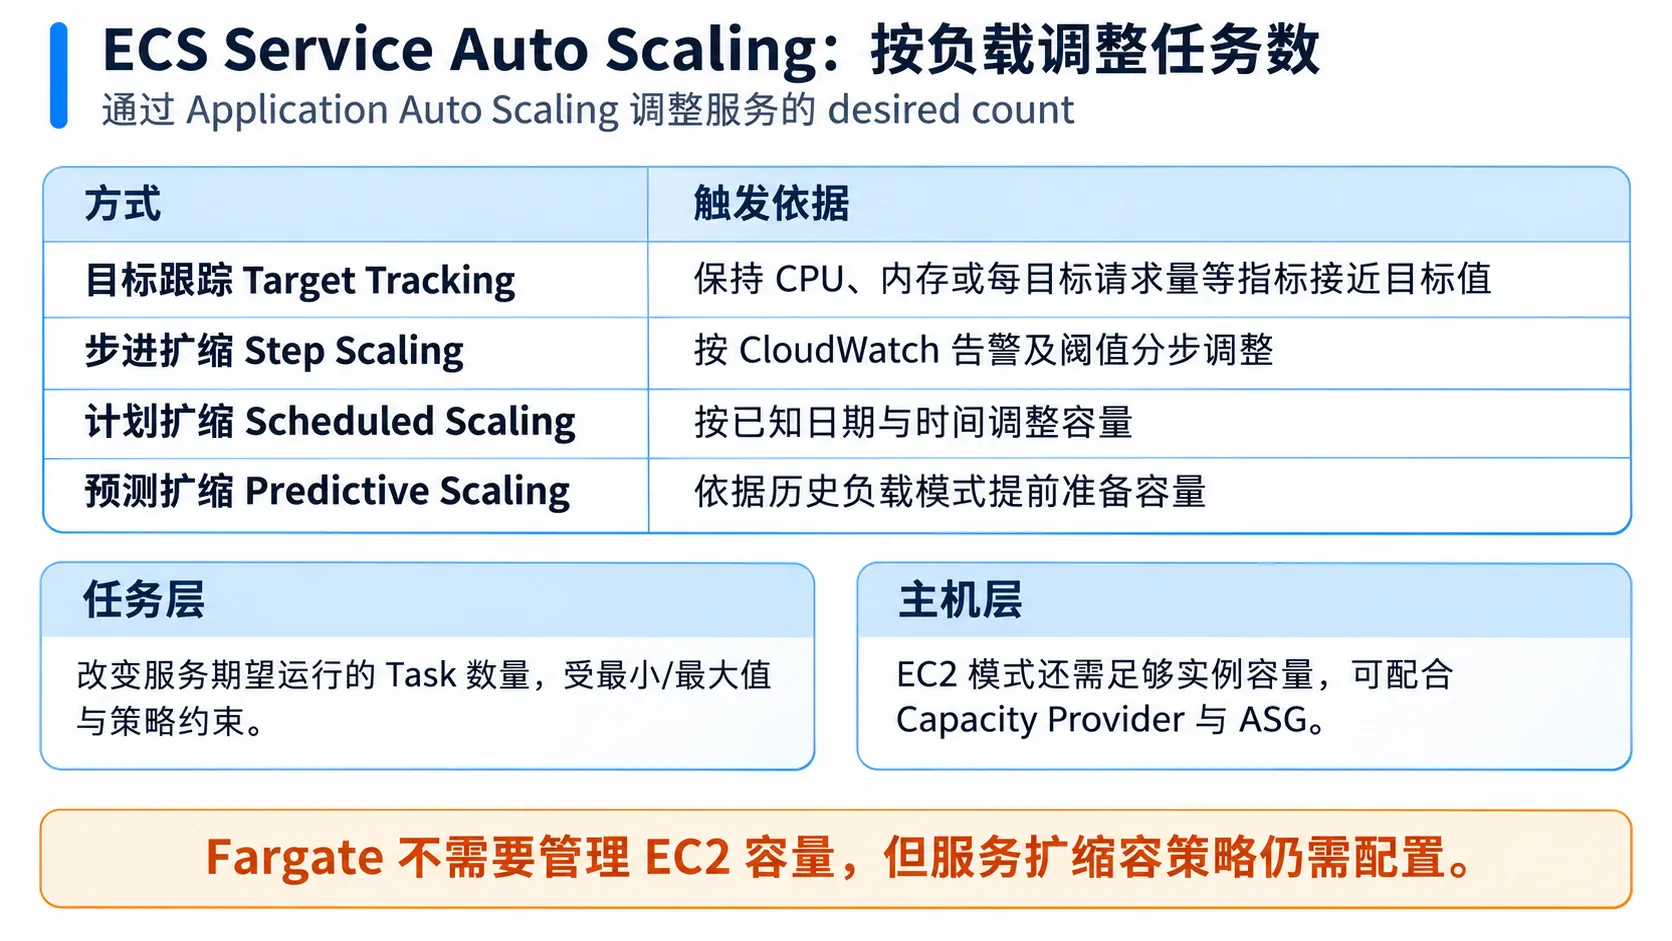 ECS Service Auto Scaling：按负载调整任务数
通过 Application Auto Scaling 调整服务的 desired count
方式
触发依据
目标跟踪 Target Tracking
保持 CPU、内存或每目标请求量等指标接近目标值
步进扩缩 Step Scaling
按 CloudWatch 告警及阈值分步调整
计划扩缩 Scheduled Scaling
按已知日期与时间调整容量
预测扩缩 Predictive Scaling
依据历史负载模式提前准备容量
任务层
改变服务期望运行的 Task 数量，受最小/最大值
与策略约束。
主机层
EC2 模式还需足够实例容量，可配合
Capacity Provider 与 ASG。
Fargate 不需要管理 EC2 容量，但服务扩缩容策略仍需配置。